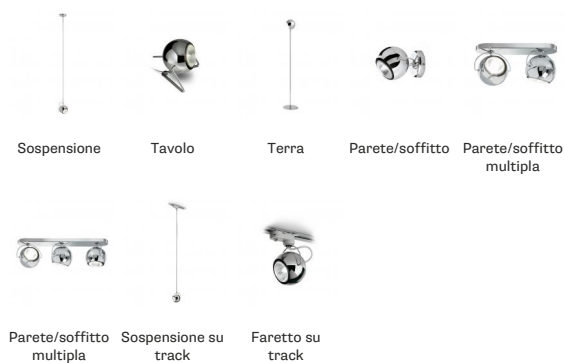 Sospensione
Tavolo
Terra
Parete/soffitto
Parete/soffitto
multipla
Parete/soffitto
multipla
Sospensione su
track
Faretto su
track